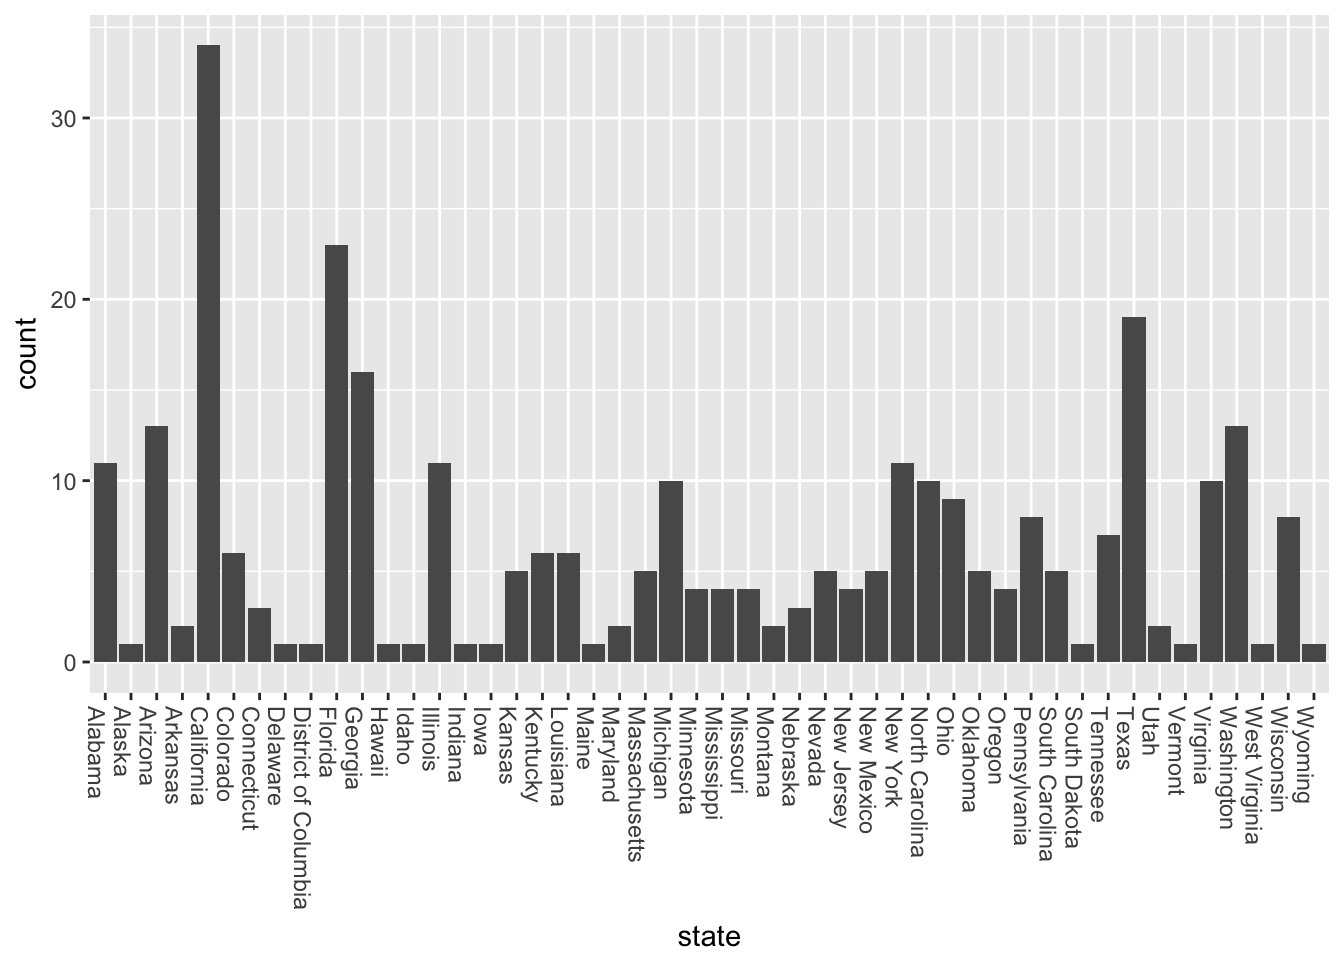 30
20
10
0
count
Alabama
Alaska
Arizona
Arkansas
California
Colorado
Connecticut
Delaware
District of Columbia
Florida
Georgia
Hawaii
Idaho
Illinois
Indiana
Iowa
Kansas
Kentucky
Louisiana
Maine
Maryland
Massachusetts
Michigan
Minnesota
Mississippi
Missouri
Montana
Nebraska
Nevada
New Jersey
New Mexico
New York
North Carolina
Ohio
Oklahoma
Oregon
Pennsylvania
South Carolina
South Dakota
Tennessee
Texas
Utah
Vermont
Virginia
Washington
West Virginia
Wisconsin
Wyoming
state